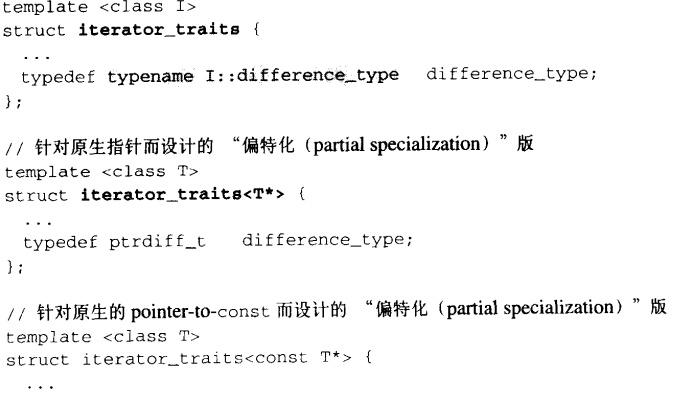 template <class I>
struct iterator_traits {
...
typedef typename I::difference_type difference_type;
};
// 针对原生指针而设计的 “偏特化（partial specialization）”版
template <class T>
struct iterator_traits<T*> {
...
typedef ptrdiff_t difference_type;
};
// 针对原生的 pointer-to-const 而设计的 “偏特化（partial specialization）”版
template <class T>
struct iterator_traits<const T*> {
...